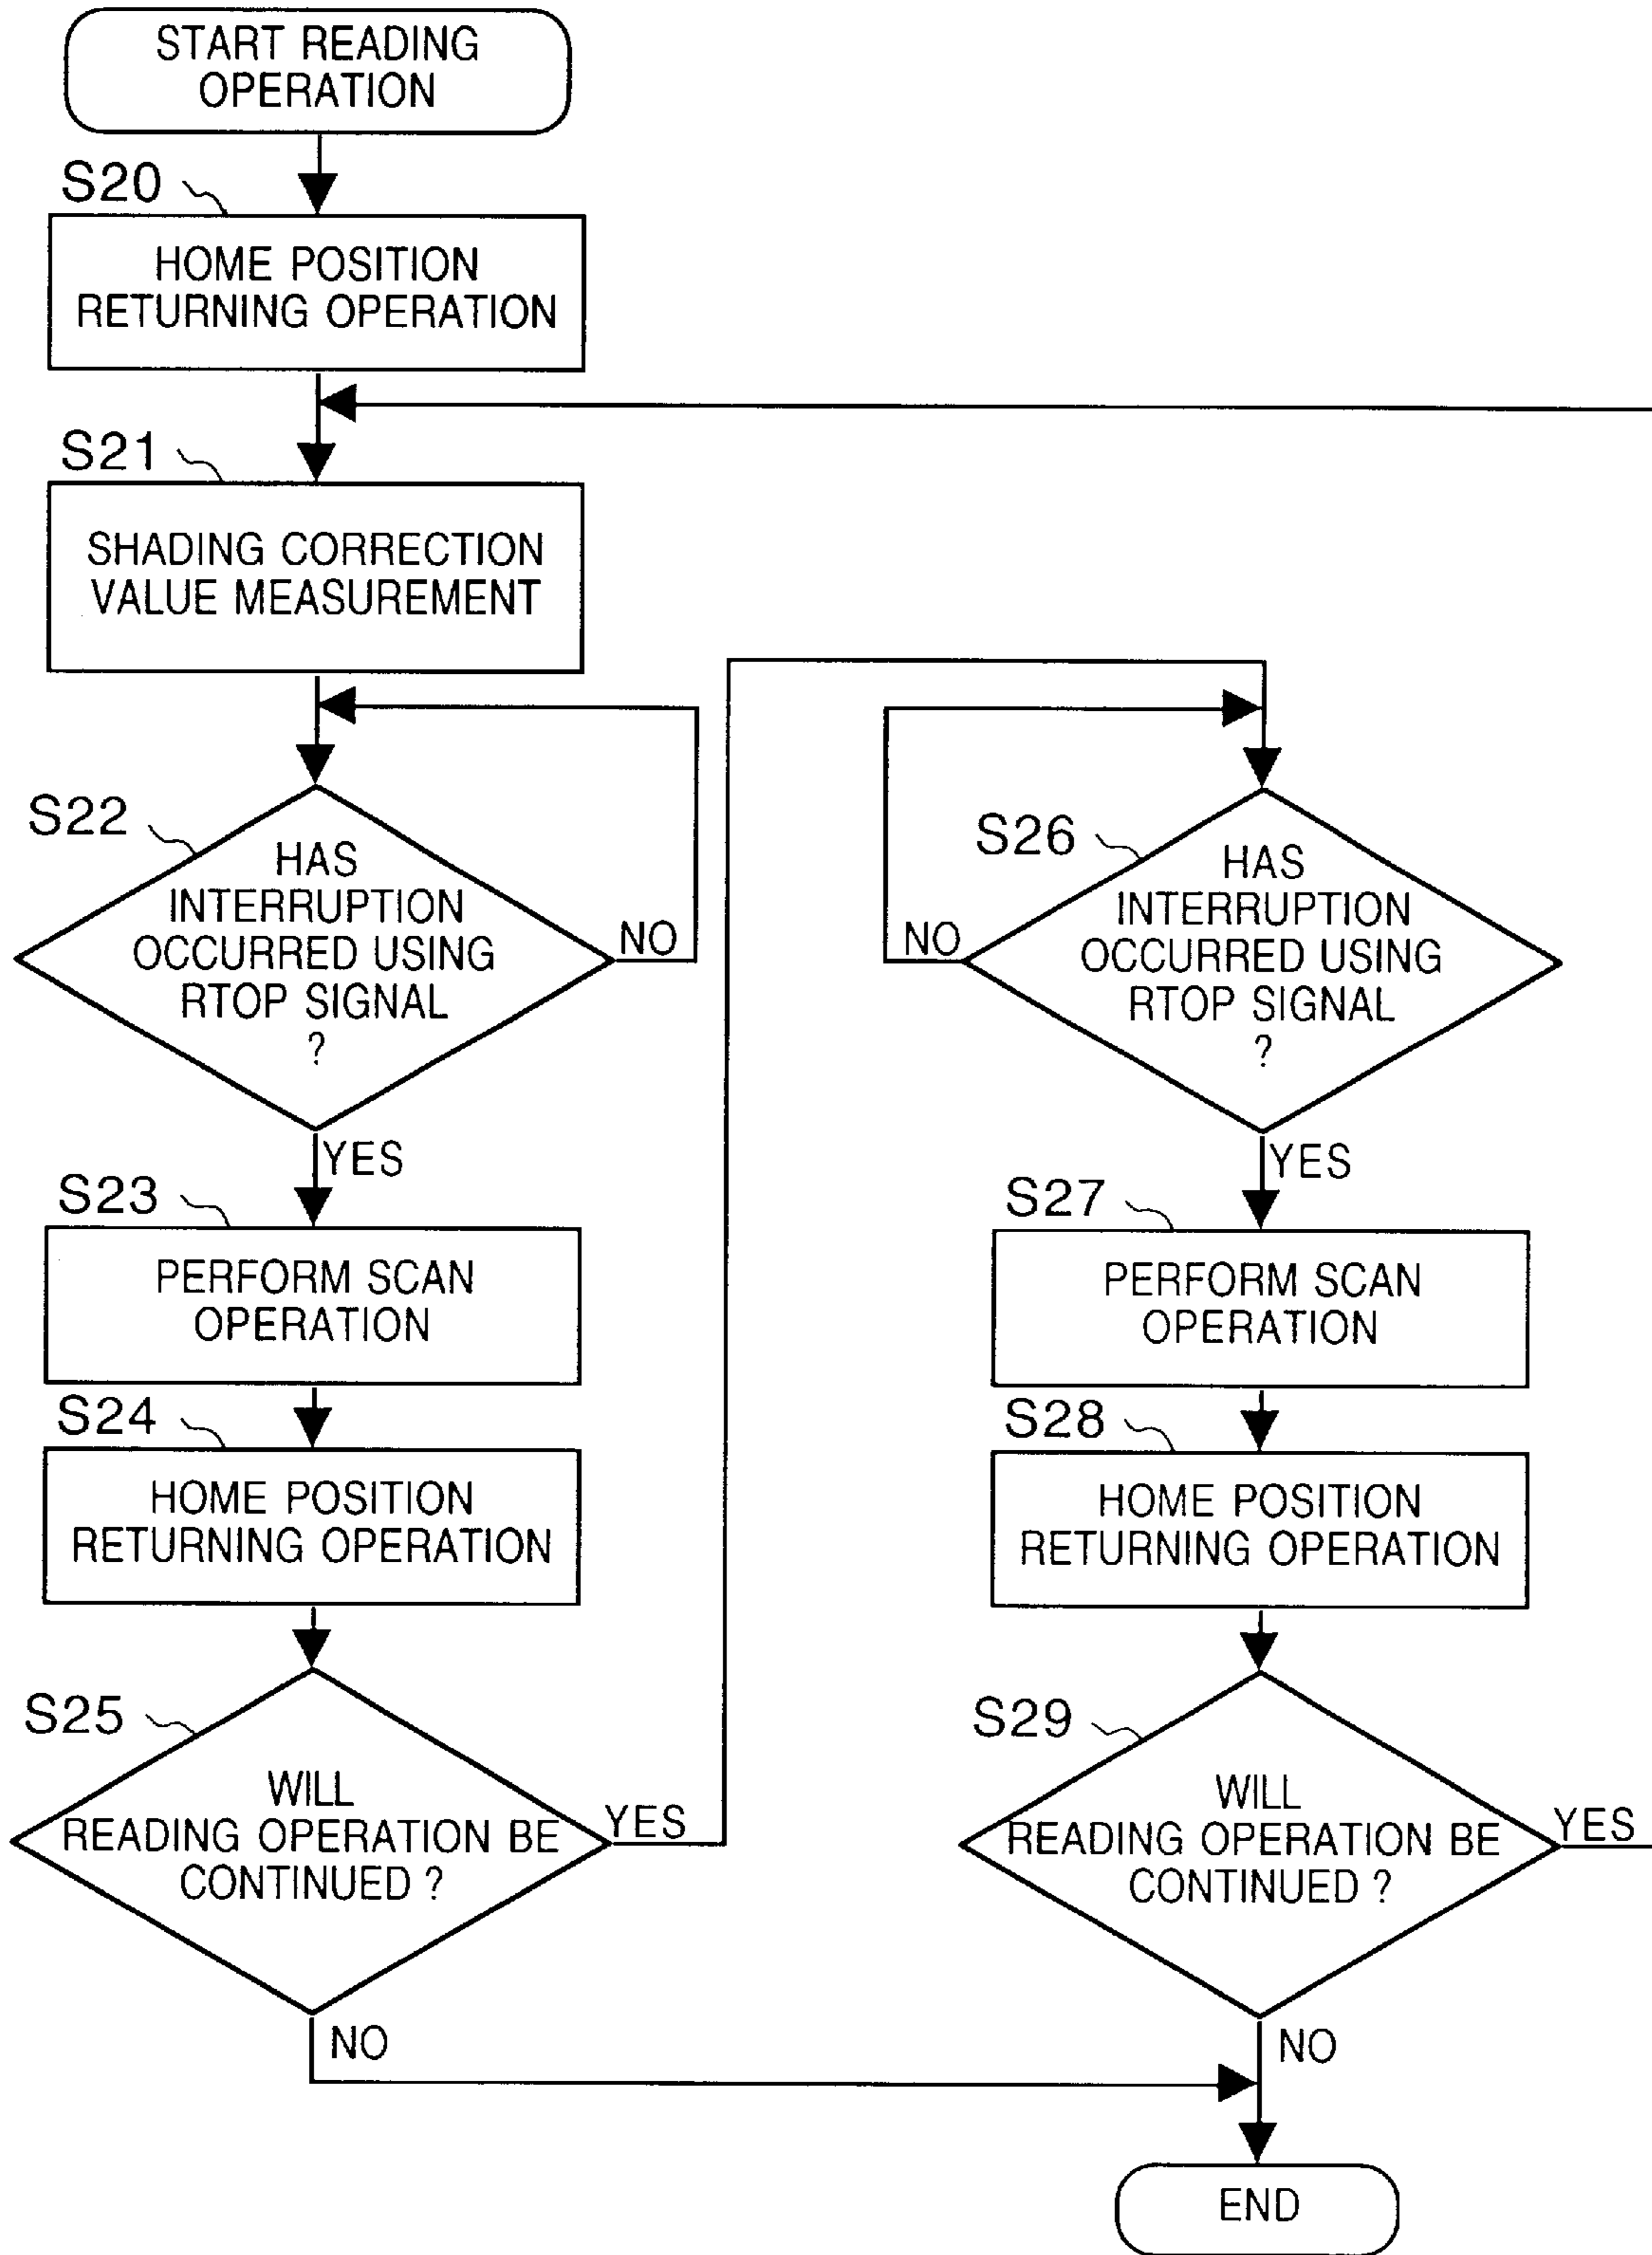 START READING
OPERATION
S20
HOME POSITION
RETURNING OPERATION
S21
SHADING CORRECTION
VALUE MEASUREMENT
S22
HAS
INTERRUPTION
OCCURRED USING
RTOP SIGNAL
?
NO
YES
S23
PERFORM SCAN
OPERATION
S24
HOME POSITION
RETURNING OPERATION
S25
WILL
READING OPERATION BE
CONTINUED ?
YES
NO
S26
HAS
INTERRUPTION
OCCURRED USING
RTOP SIGNAL
?
NO
YES
S27
PERFORM SCAN
OPERATION
S28
HOME POSITION
RETURNING OPERATION
S29
WILL
READING OPERATION BE
CONTINUED ?
YES
NO
END